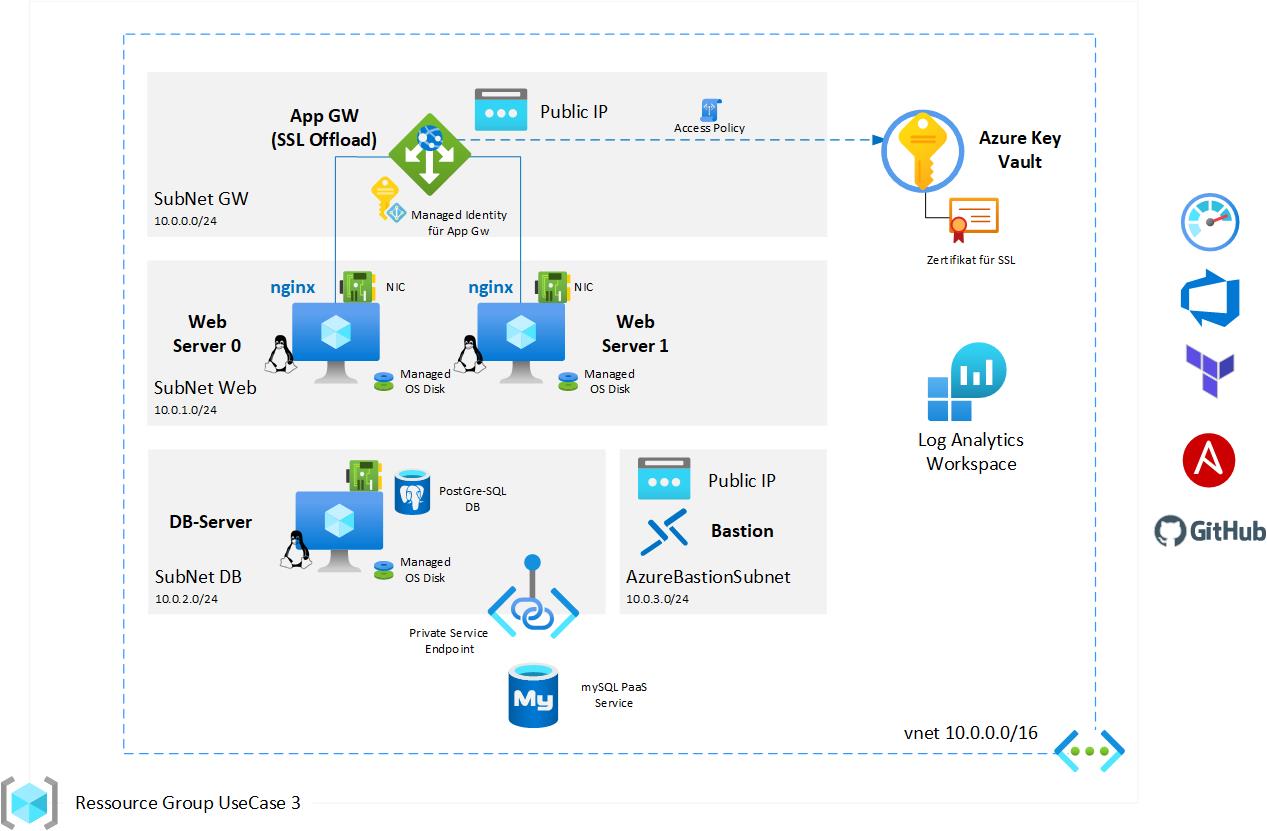 App GW
(SSL Offload)
Public IP
Access Policy
Azure Key
Vault
SubNet GW
10.0.0.0/24
Managed Identity
für App Gw
Zertifikat für SSL
nginx
NIC
nginx
NIC
Web
Server 0
Web
Server 1
SubNet Web
10.0.1.0/24
Managed
OS Disk
Managed
OS Disk
Log Analytics
Workspace
DB-Server
PostGre-SQL
DB
Managed
OS Disk
SubNet DB
10.0.2.0/24
Public IP
Bastion
AzureBastionSubnet
10.0.3.0/24
GitHub
Private Service
Endpoint
My
mySQL PaaS
Service
vnet 10.0.0.0/16
Ressource Group UseCase 3